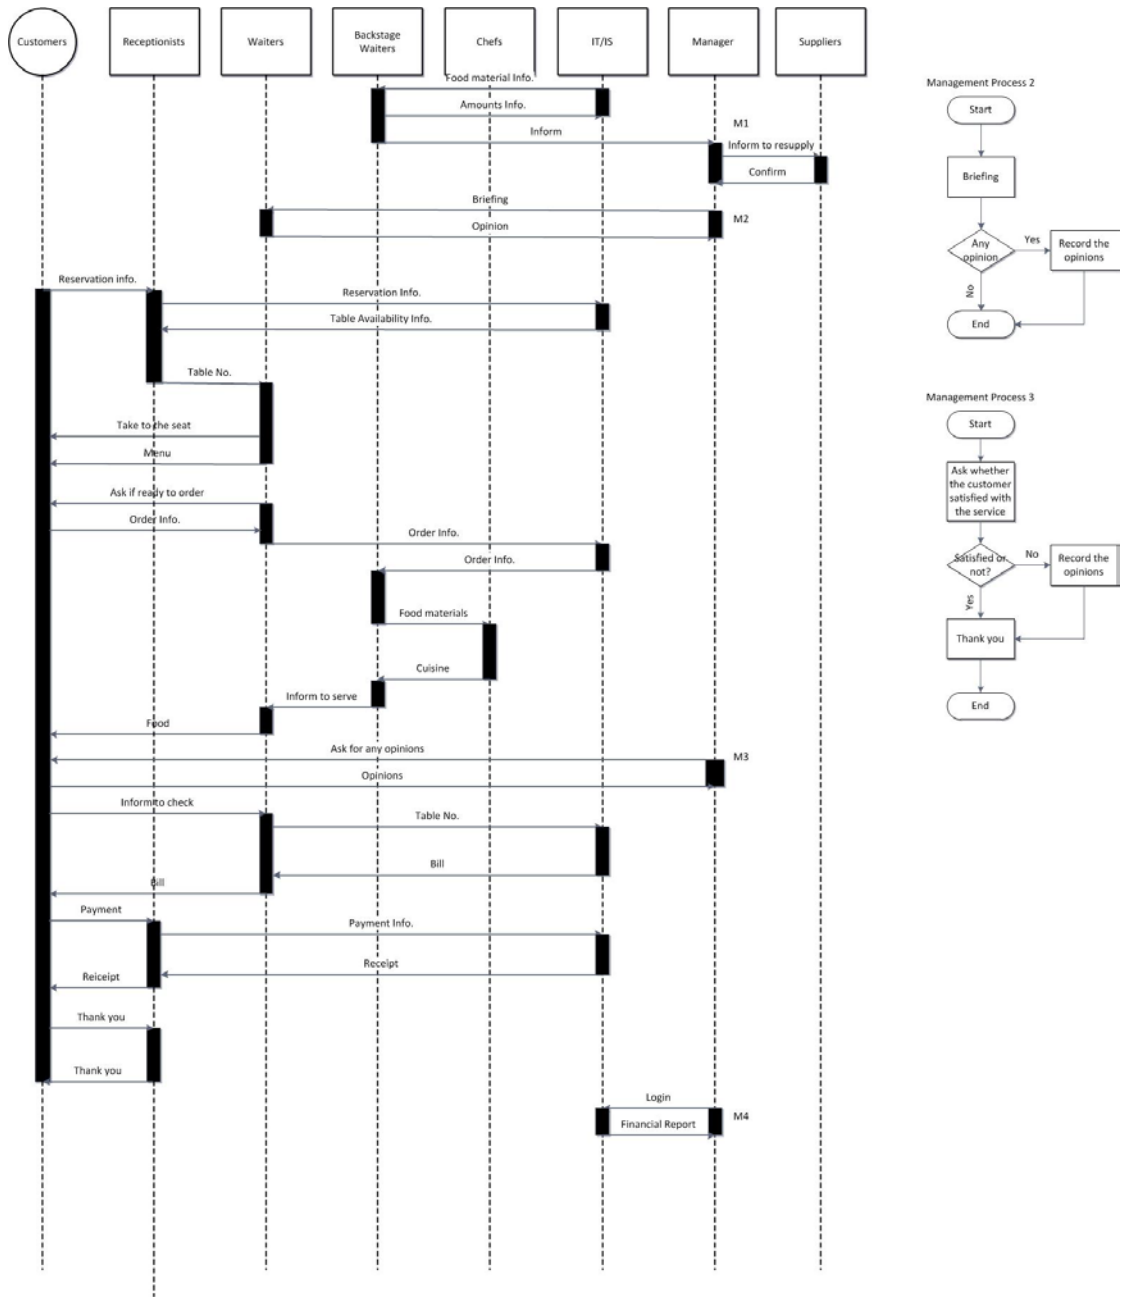 Customers
Receptionists
Waiters
Backstage
Waiters
Chefs
IT/IS
Manager
Suppliers
Food material Info.
Amounts Info.
M1
Inform
Inform to resupply
Confirm
Briefing
M2
Opinion
Reservation info.
Reservation Info.
Table Availability Info.
Table No.
Take to the seat
Menu
Ask if ready to order
Order Info.
Order Info.
Order Info.
Food materials
Cuisine
Inform to serve
Food
Ask for any opinions
M3
Opinions
Inform to check
Table No.
Bill
Bill
Payment
Payment Info.
Receipt
Reiceipt
Thank you
Thank you
Login
M4
Financial Report
Management Process 2
Start
Briefing
Any
opinion
Yes
Record the
opinions
No
End
Management Process 3
Start
Ask whether
the customer
satisfied with
the service
Satisfied or
not?
No
Record the
opinions
Yes
Thank you
End